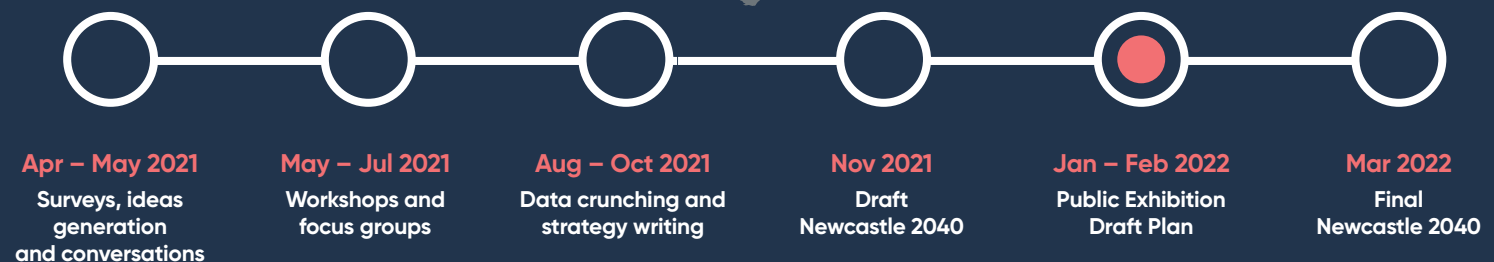 Apr – May 2021
Surveys, ideas
generation
and conversations
May – Jul 2021
Workshops and
focus groups
Aug – Oct 2021
Data crunching and
strategy writing
Nov 2021
Draft
Newcastle 2040
Jan – Feb 2022
Public Exhibition
Draft Plan
Mar 2022
Final
Newcastle 2040